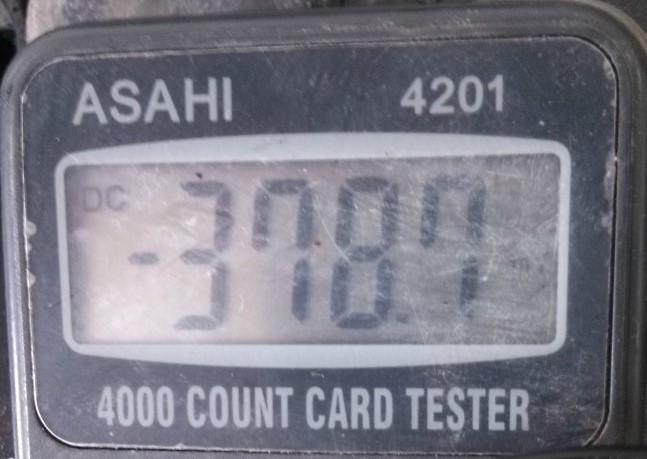 ASAHI 4201
DC -378.7 m
4000 COUNT CARD TESTER